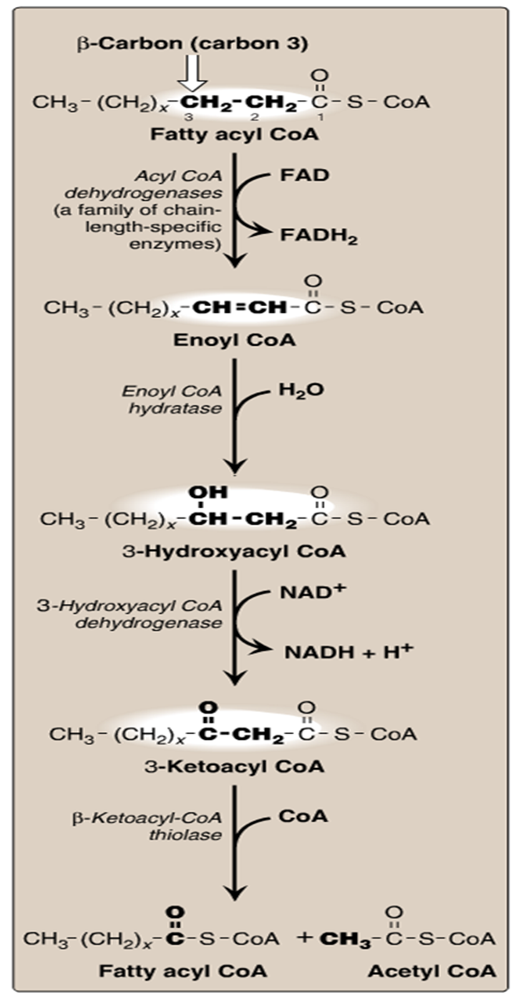 β-Carbon (carbon 3)
O
CH₃-(CH₂)ₓ-CH₂-CH₂-C-S-CoA
3 2 1
Fatty acyl CoA
Acyl CoA
dehydrogenases
(a family of chain-
length-specific
enzymes)
FAD
FADH₂
O
CH₃-(CH₂)ₓ-CH=CH-C-S-CoA
Enoyl CoA
Enoyl CoA
hydratase
H₂O
OH O
CH₃-(CH₂)ₓ-CH-CH₂-C-S-CoA
3-Hydroxyacyl CoA
3-Hydroxyacyl CoA
dehydrogenase
NAD⁺
NADH + H⁺
O O
CH₃-(CH₂)ₓ-C-CH₂-C-S-CoA
3-Ketoacyl CoA
β-Ketoacyl-CoA
thiolase
CoA
O O
CH₃-(CH₂)ₓ-C-S-CoA + CH₃-C-S-CoA
Fatty acyl CoA Acetyl CoA